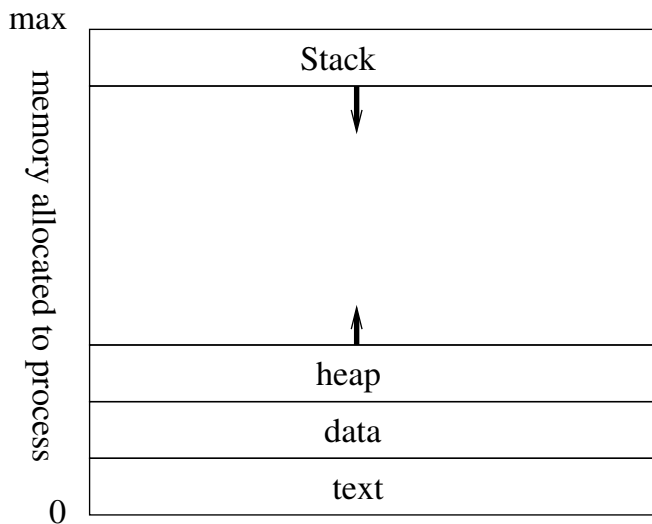 max
Stack
memory allocated to process
heap
data
text
0